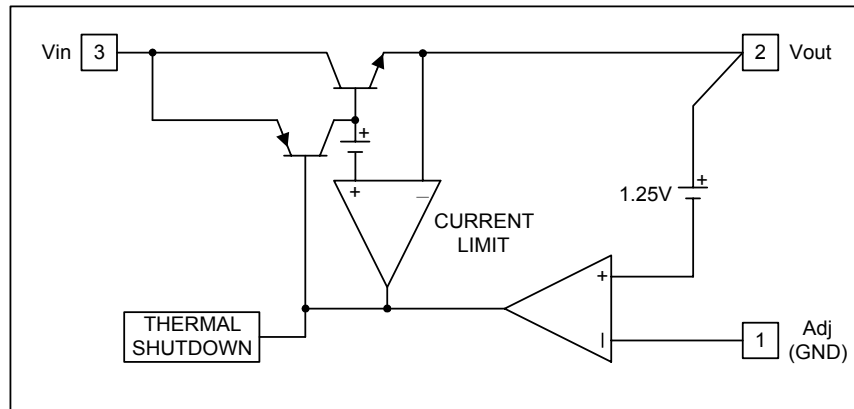 Vin 3
2 Vout
+
+ –
1.25V +
CURRENT
LIMIT
+
–
THERMAL
SHUTDOWN
1 Adj
(GND)